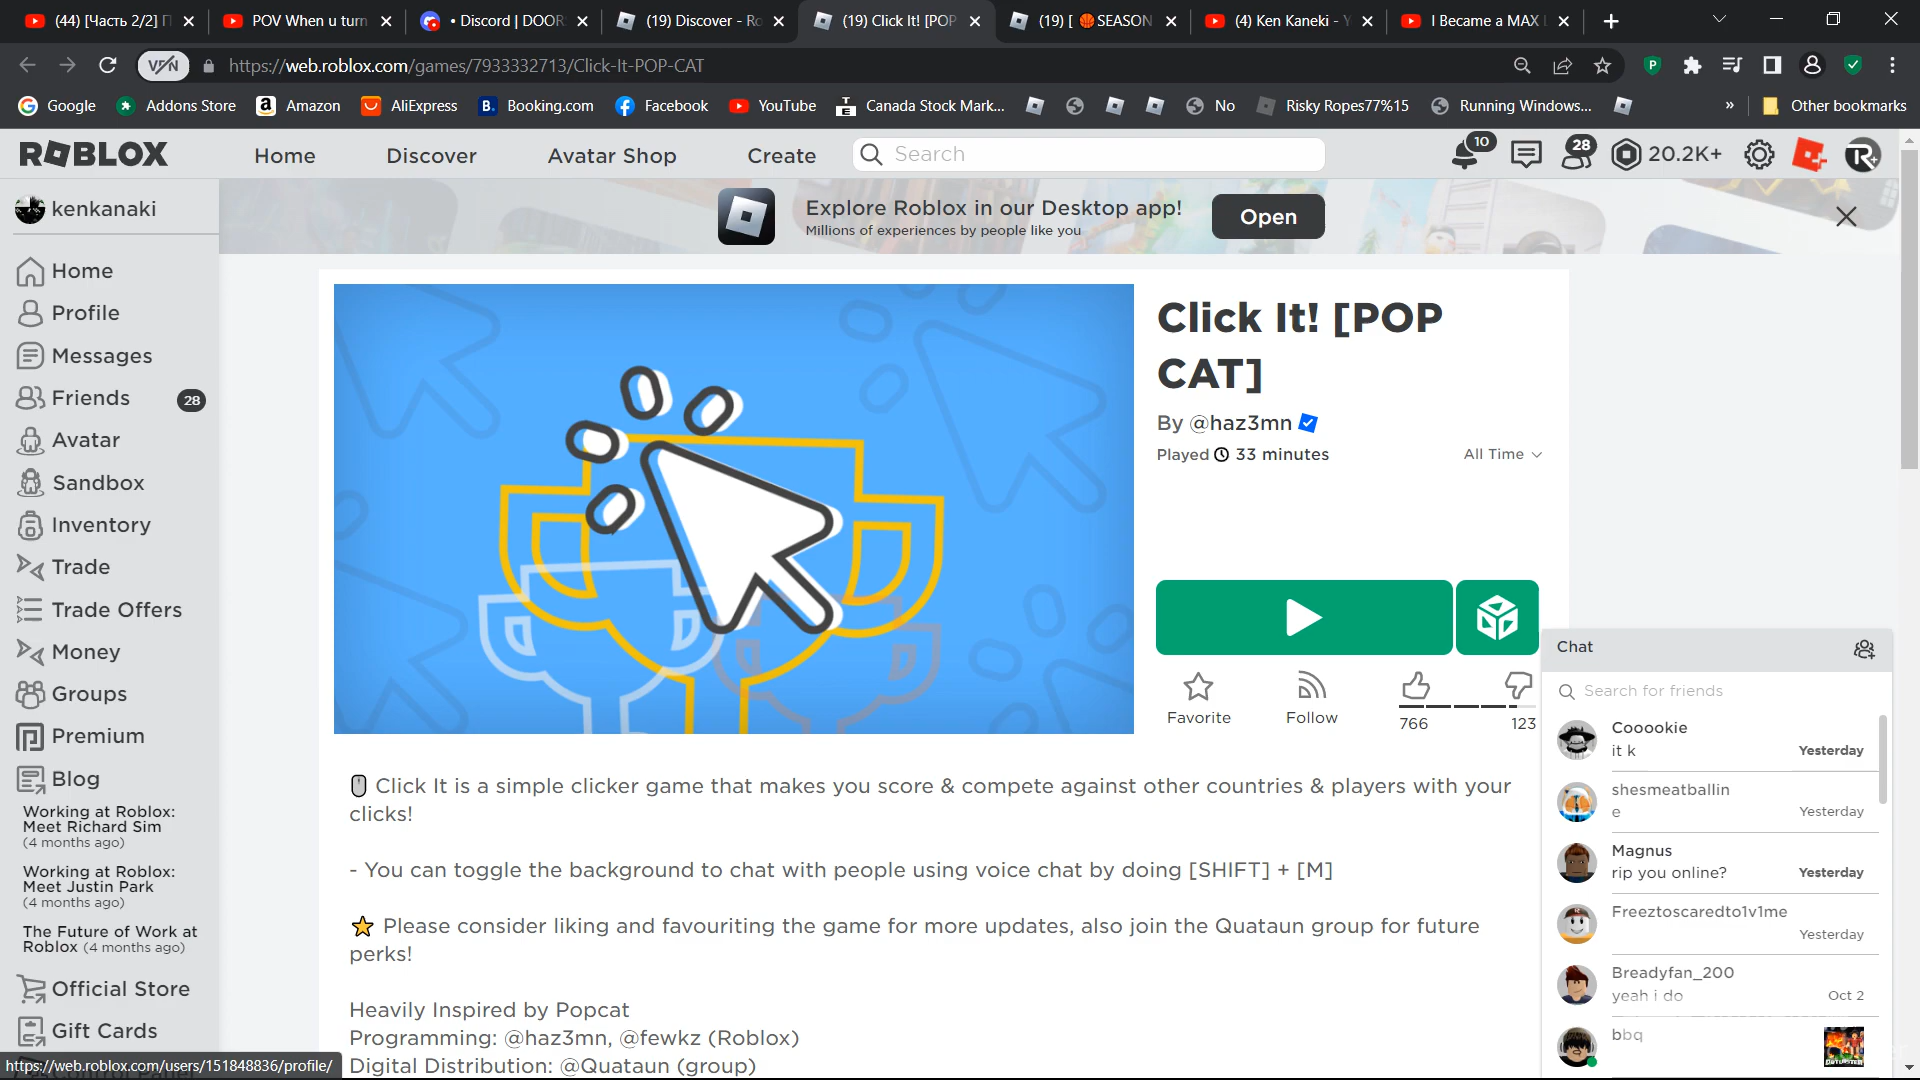 (44) [Часть 2/2] П
POV When u turn
• Discord | DOOR
(19) Discover - Ro
(19) Click It! [POP
(19) [ 🏀SEASON
(4) Ken Kaneki - Y
I Became a MAX L
VPN
https://web.roblox.com/games/7933332713/Click-It-POP-CAT
Google
Addons Store
Amazon
AliExpress
Booking.com
Facebook
YouTube
Canada Stock Mark...
No
Risky Ropes77%15
Running Windows...
»
Other bookmarks
ROBLOX
Home
Discover
Avatar Shop
Create
Search
10
28
20.2K+
kenkanaki
Explore Roblox in our Desktop app!
Millions of experiences by people like you
Open
Home
Profile
Messages
Friends
28
Avatar
Sandbox
Inventory
Trade
Trade Offers
Money
Groups
Premium
Blog
Working at Roblox:
Meet Richard Sim
(4 months ago)
Working at Roblox:
Meet Justin Park
(4 months ago)
The Future of Work at
Roblox (4 months ago)
Official Store
Gift Cards
https://web.roblox.com/users/151848836/profile/
Click It! [POP
CAT]
By @haz3mn
Played 33 minutes
All Time
Favorite
Follow
766
123
🖱 Click It is a simple clicker game that makes you score & compete against other countries & players with your
clicks!
- You can toggle the background to chat with people using voice chat by doing [SHIFT] + [M]
⭐ Please consider liking and favouriting the game for more updates, also join the Quataun group for future
perks!
Heavily Inspired by Popcat
Programming: @haz3mn, @fewkz (Roblox)
Digital Distribution: @Quataun (group)
Chat
Search for friends
Cooookie
it k
Yesterday
shesmeatballin
e
Yesterday
Magnus
rip you online?
Yesterday
Freeztoscaredto1v1me
Yesterday
Breadyfan_200
yeah i do
Oct 2
bbq